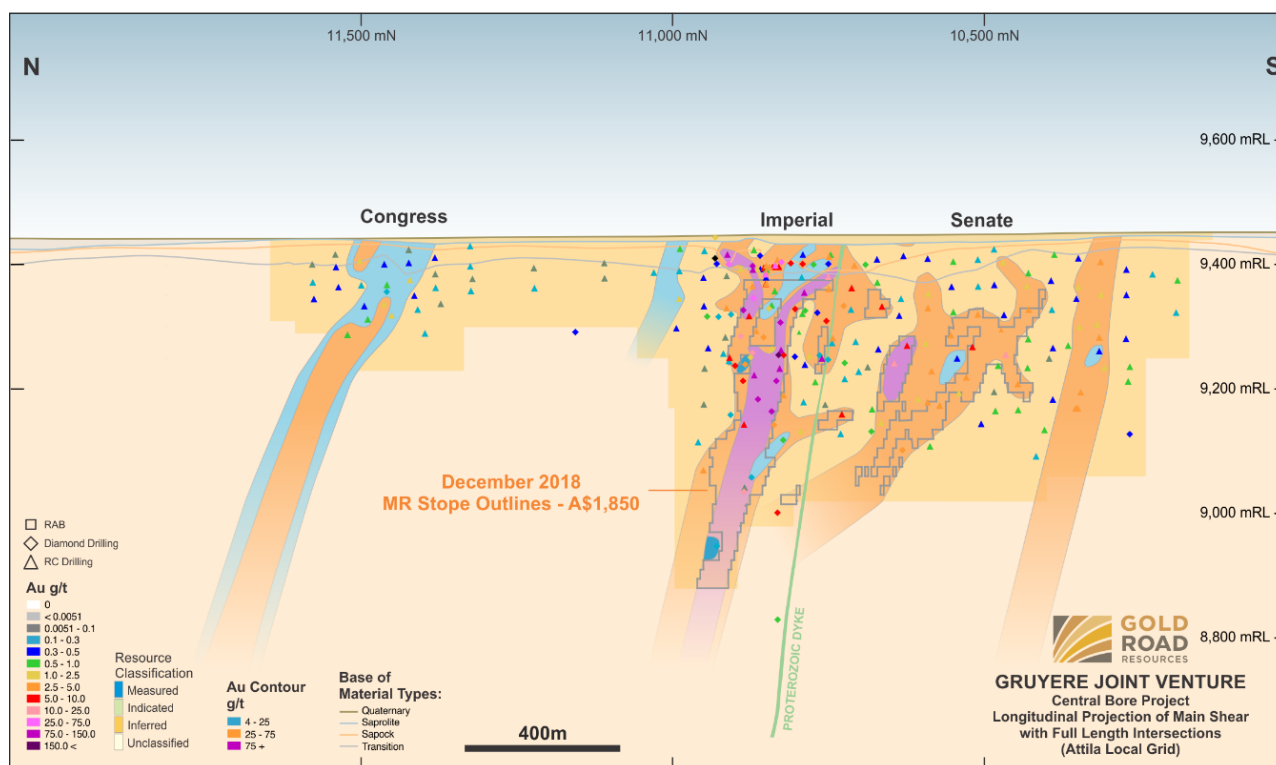 11,500 mN
11,000 mN
10,500 mN
N
S
9,600 mRL
Congress
Imperial
Senate
9,400 mRL
9,200 mRL
December 2018
MR Stope Outlines - A$1,850
9,000 mRL
8,800 mRL
PROTEROZOIC DYKE
RAB
Diamond Drilling
RC Drilling
Au g/t
0
< 0.0051
0.0051 - 0.1
0.1 - 0.3
0.3 - 0.5
0.5 - 1.0
1.0 - 2.5
2.5 - 5.0
5.0 - 10.0
10.0 - 25.0
25.0 - 75.0
75.0 - 150.0
150.0 <
Resource
Classification
Measured
Indicated
Inferred
Unclassified
Au Contour
g/t
4 - 25
25 - 75
75 +
Base of
Material Types:
Quaternary
Saprolite
Sapock
Transition
400m
GOLD
ROAD
RESOURCES
GRUYERE JOINT VENTURE
Central Bore Project
Longitudinal Projection of Main Shear
with Full Length Intersections
(Attila Local Grid)